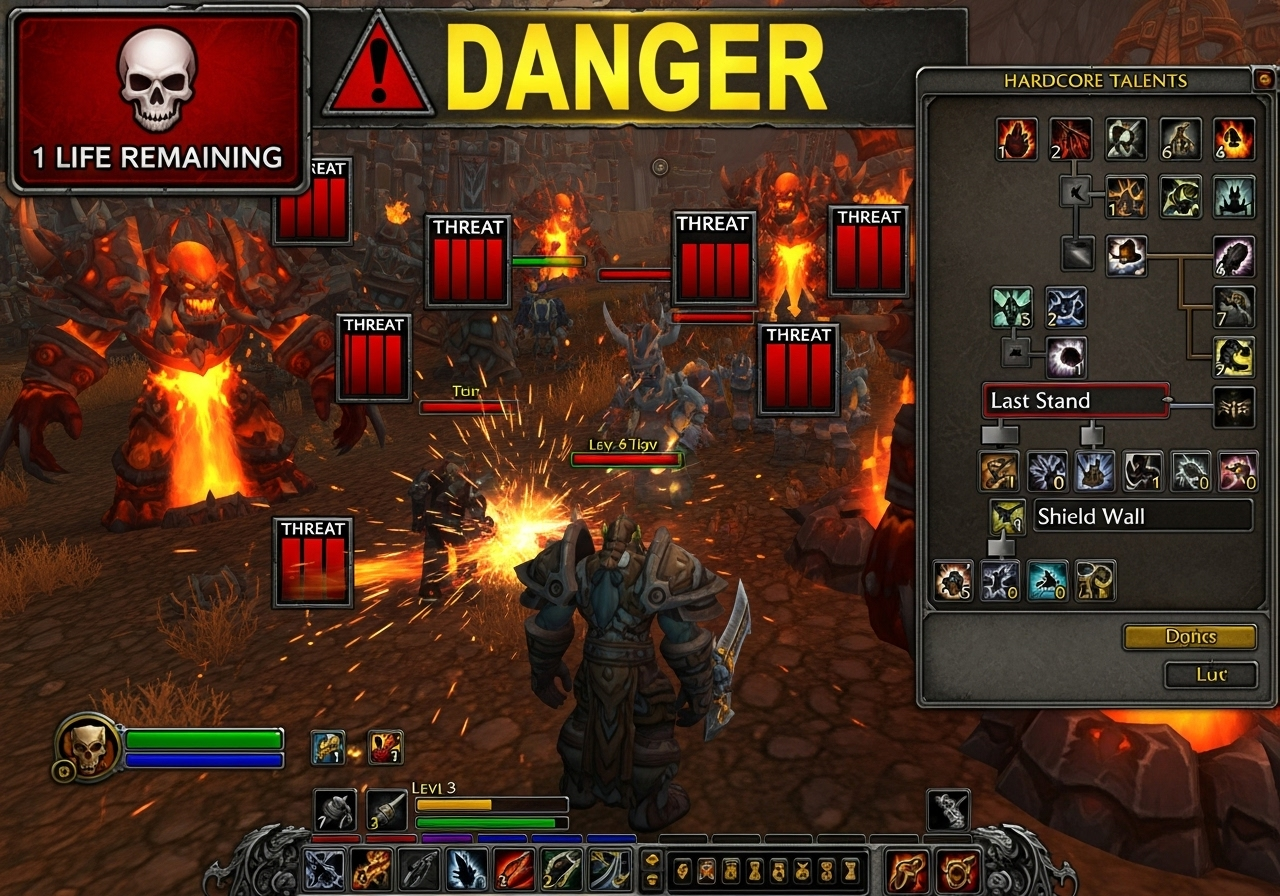 1 LIFE REMAINING
DANGER
HARDCORE TALENTS
THREAT
THREAT
THREAT
THREAT
THREAT
THREAT
Last Stand
THREAT
Shield Wall
Doncs
Luc
LEVL 3